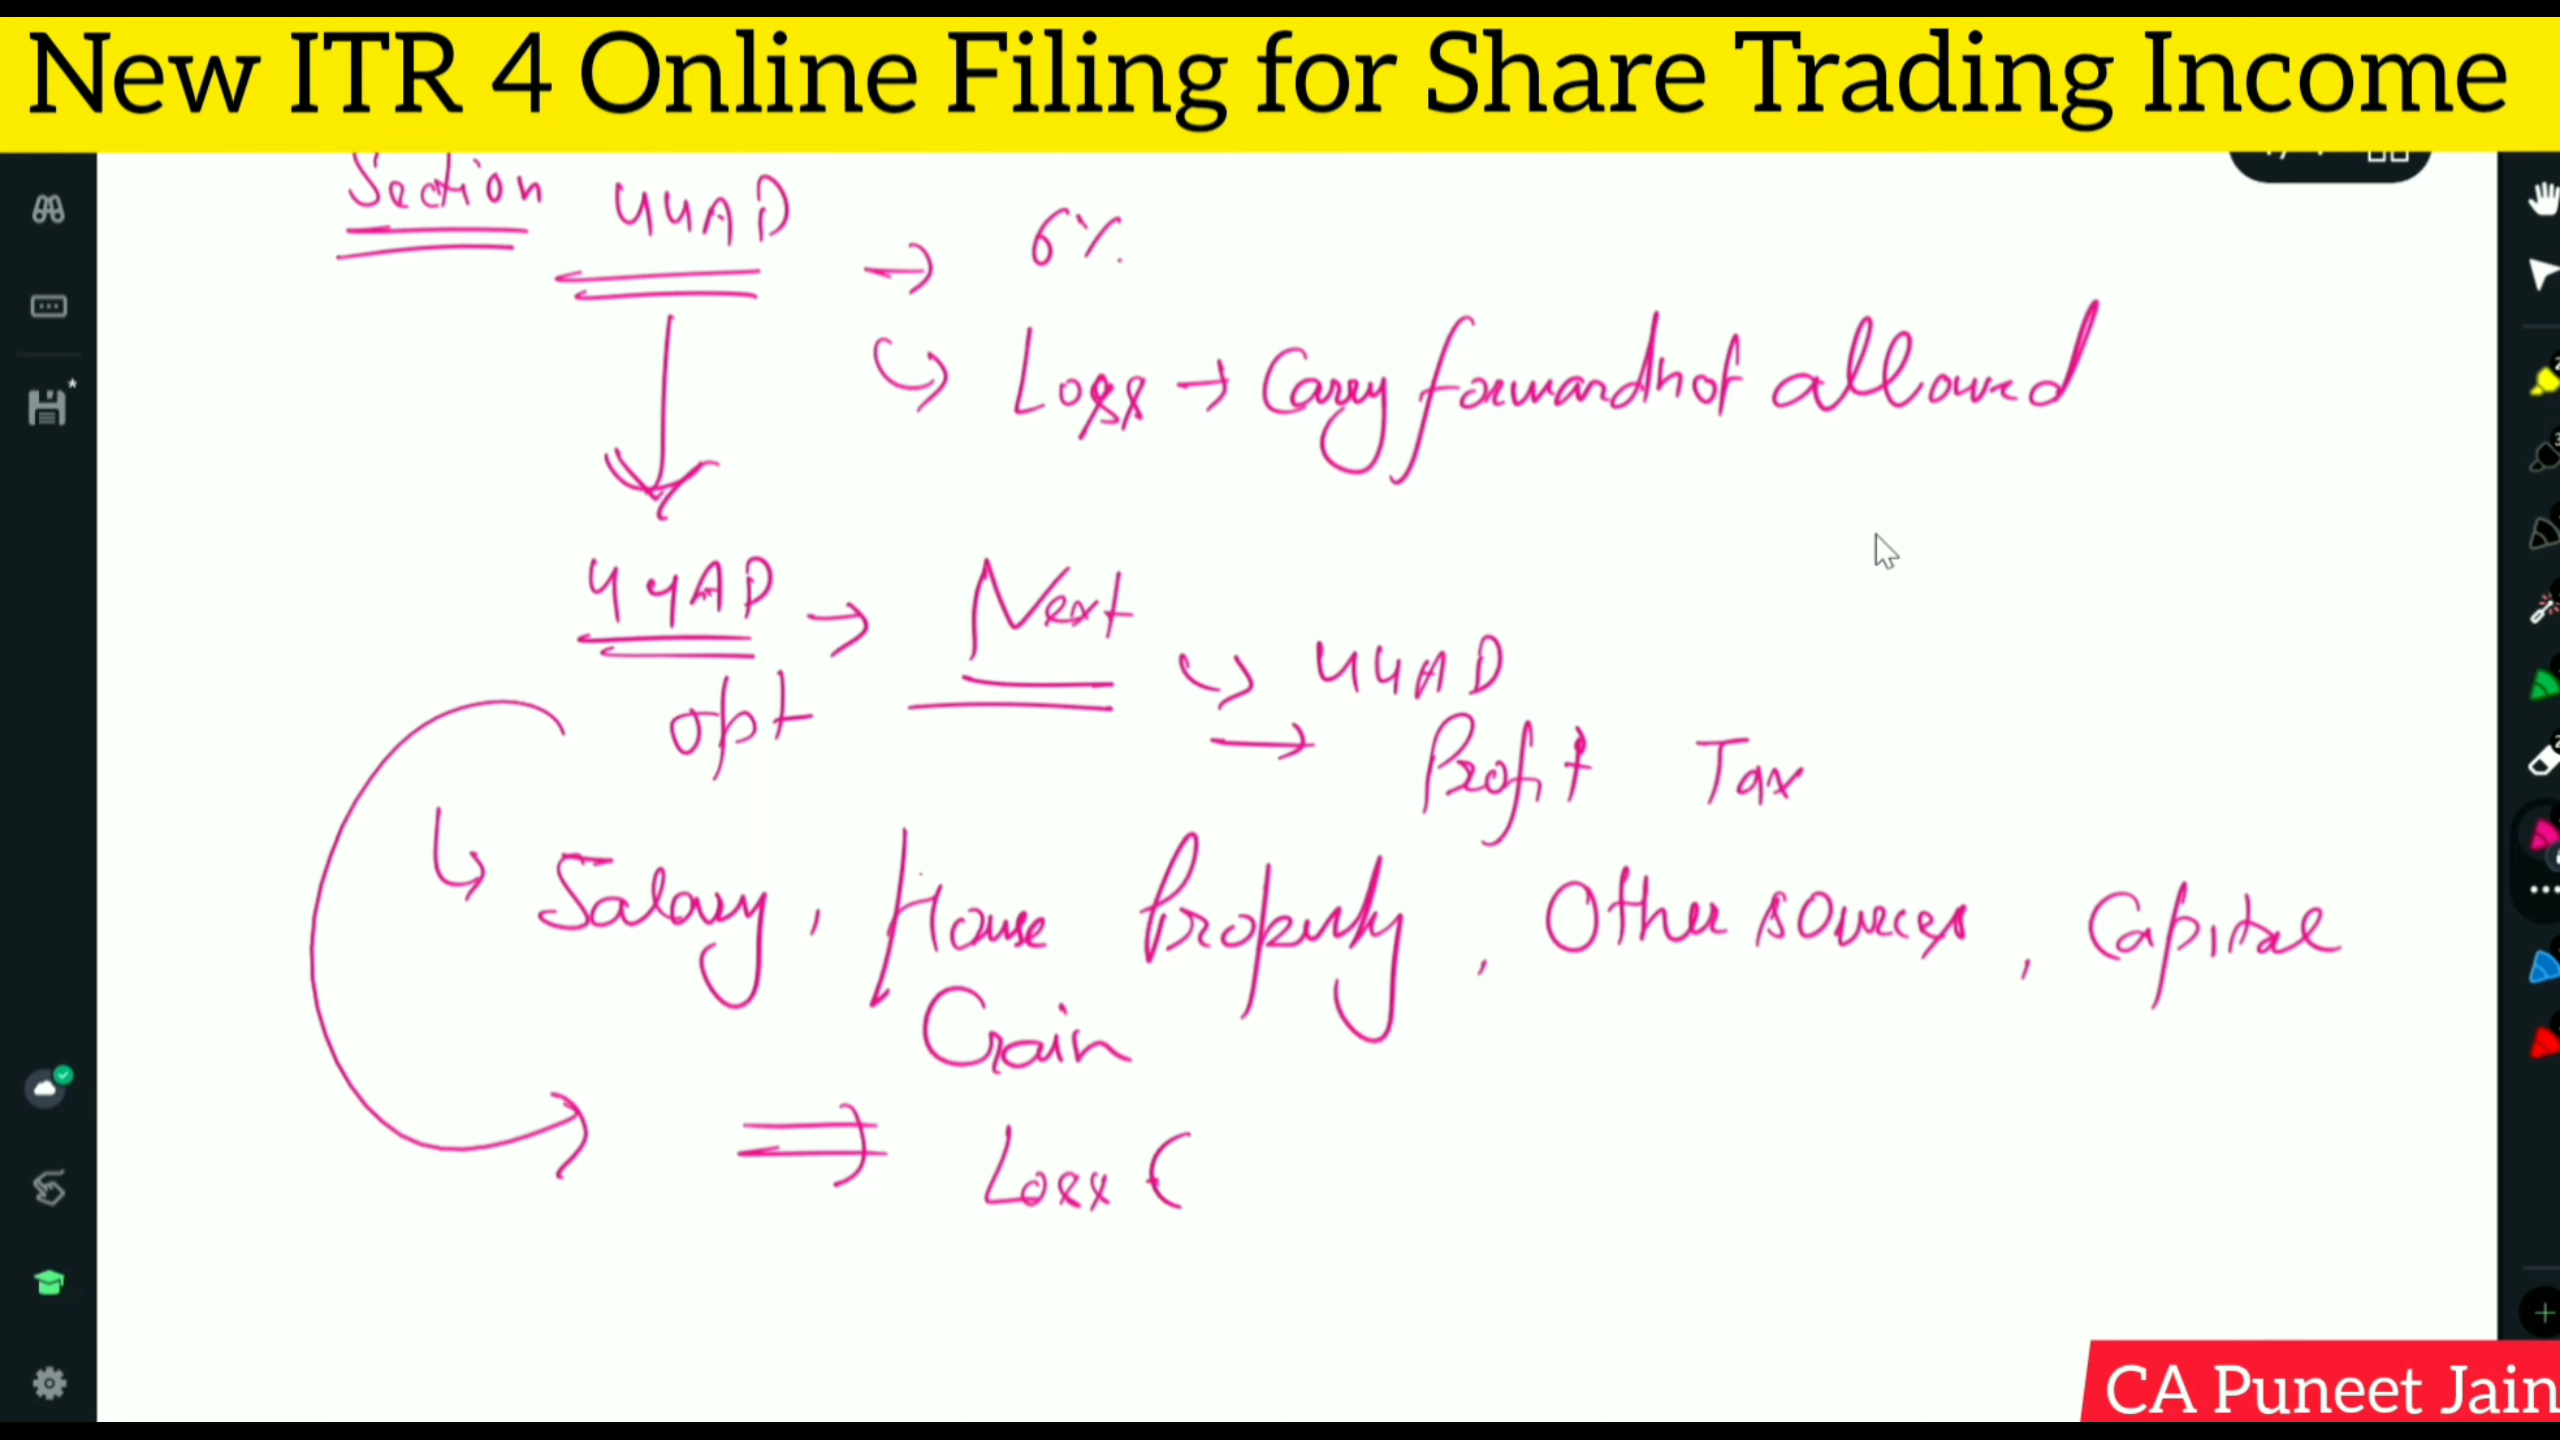 New ITR 4 Online Filing for Share Trading Income
Section 44AD → 6%
Loss → Carry forward not allowed
44AD → Next
opt
44AD
→ Profit Tax
Salary, House Property, Other sources, Capital
Gain
Loss (
CA Puneet Jain